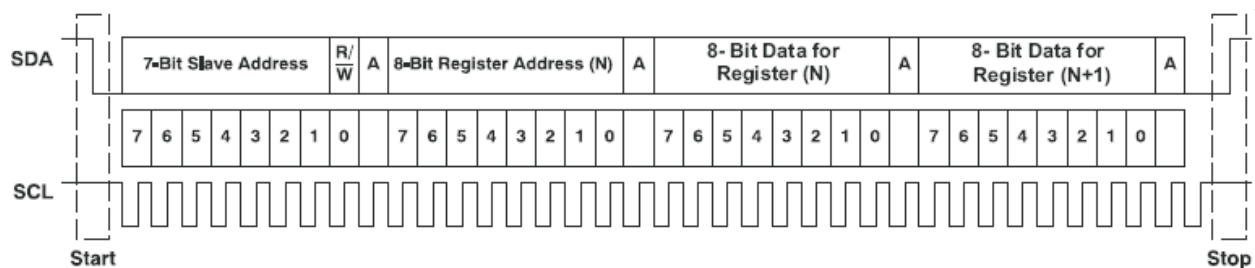 SDA
7-Bit Slave Address
R/
W
A
8-Bit Register Address (N)
A
8- Bit Data for
Register (N)
A
8- Bit Data for
Register (N+1)
A
7 6 5 4 3 2 1 0 7 6 5 4 3 2 1 0 7 6 5 4 3 2 1 0 7 6 5 4 3 2 1 0
SCL
Start
Stop